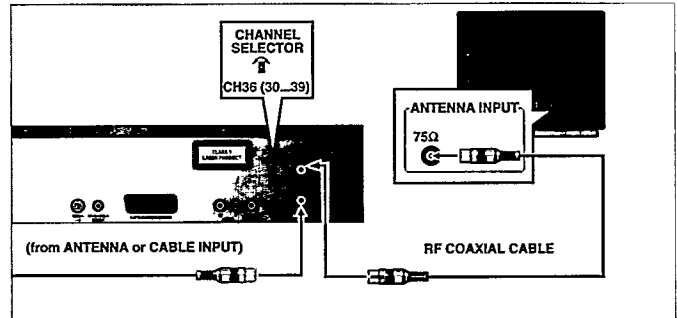 CHANNEL
SELECTOR
CH36 (30...39)
ANTENNA INPUT
75Ω
CLASS 1
LASER PRODUCT
(from ANTENNA or CABLE INPUT)
RF COAXIAL CABLE